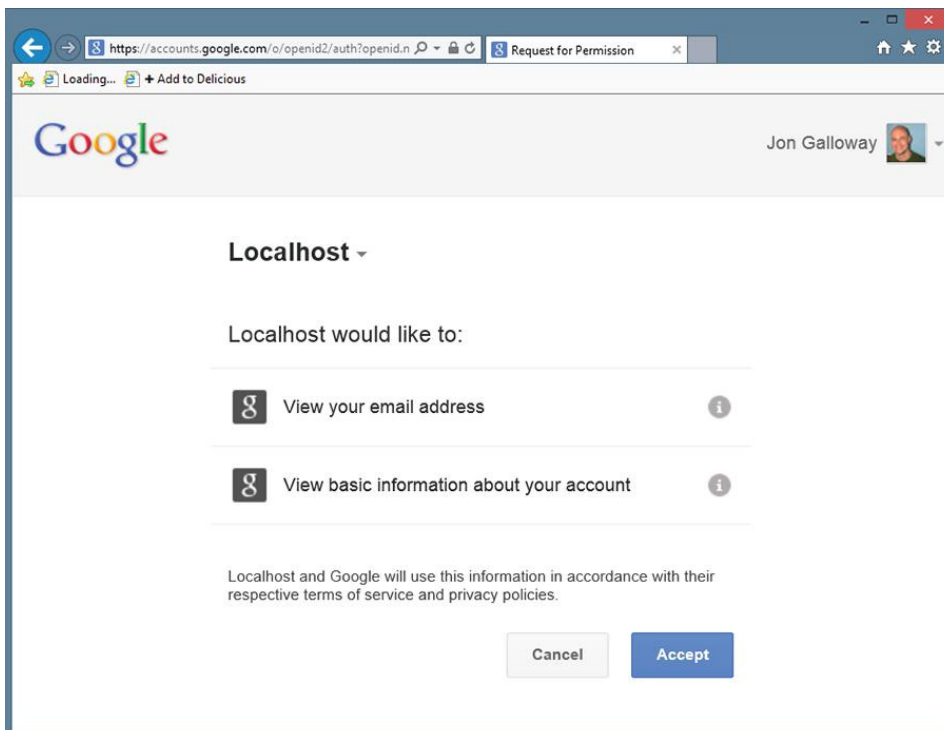 https://accounts.google.com/o/openid2/auth?openid.n
Request for Permission
Loading...
+ Add to Delicious
Google
Jon Galloway
Localhost
Localhost would like to:
g View your email address i
g View basic information about your account i
Localhost and Google will use this information in accordance with their
respective terms of service and privacy policies.
Cancel
Accept